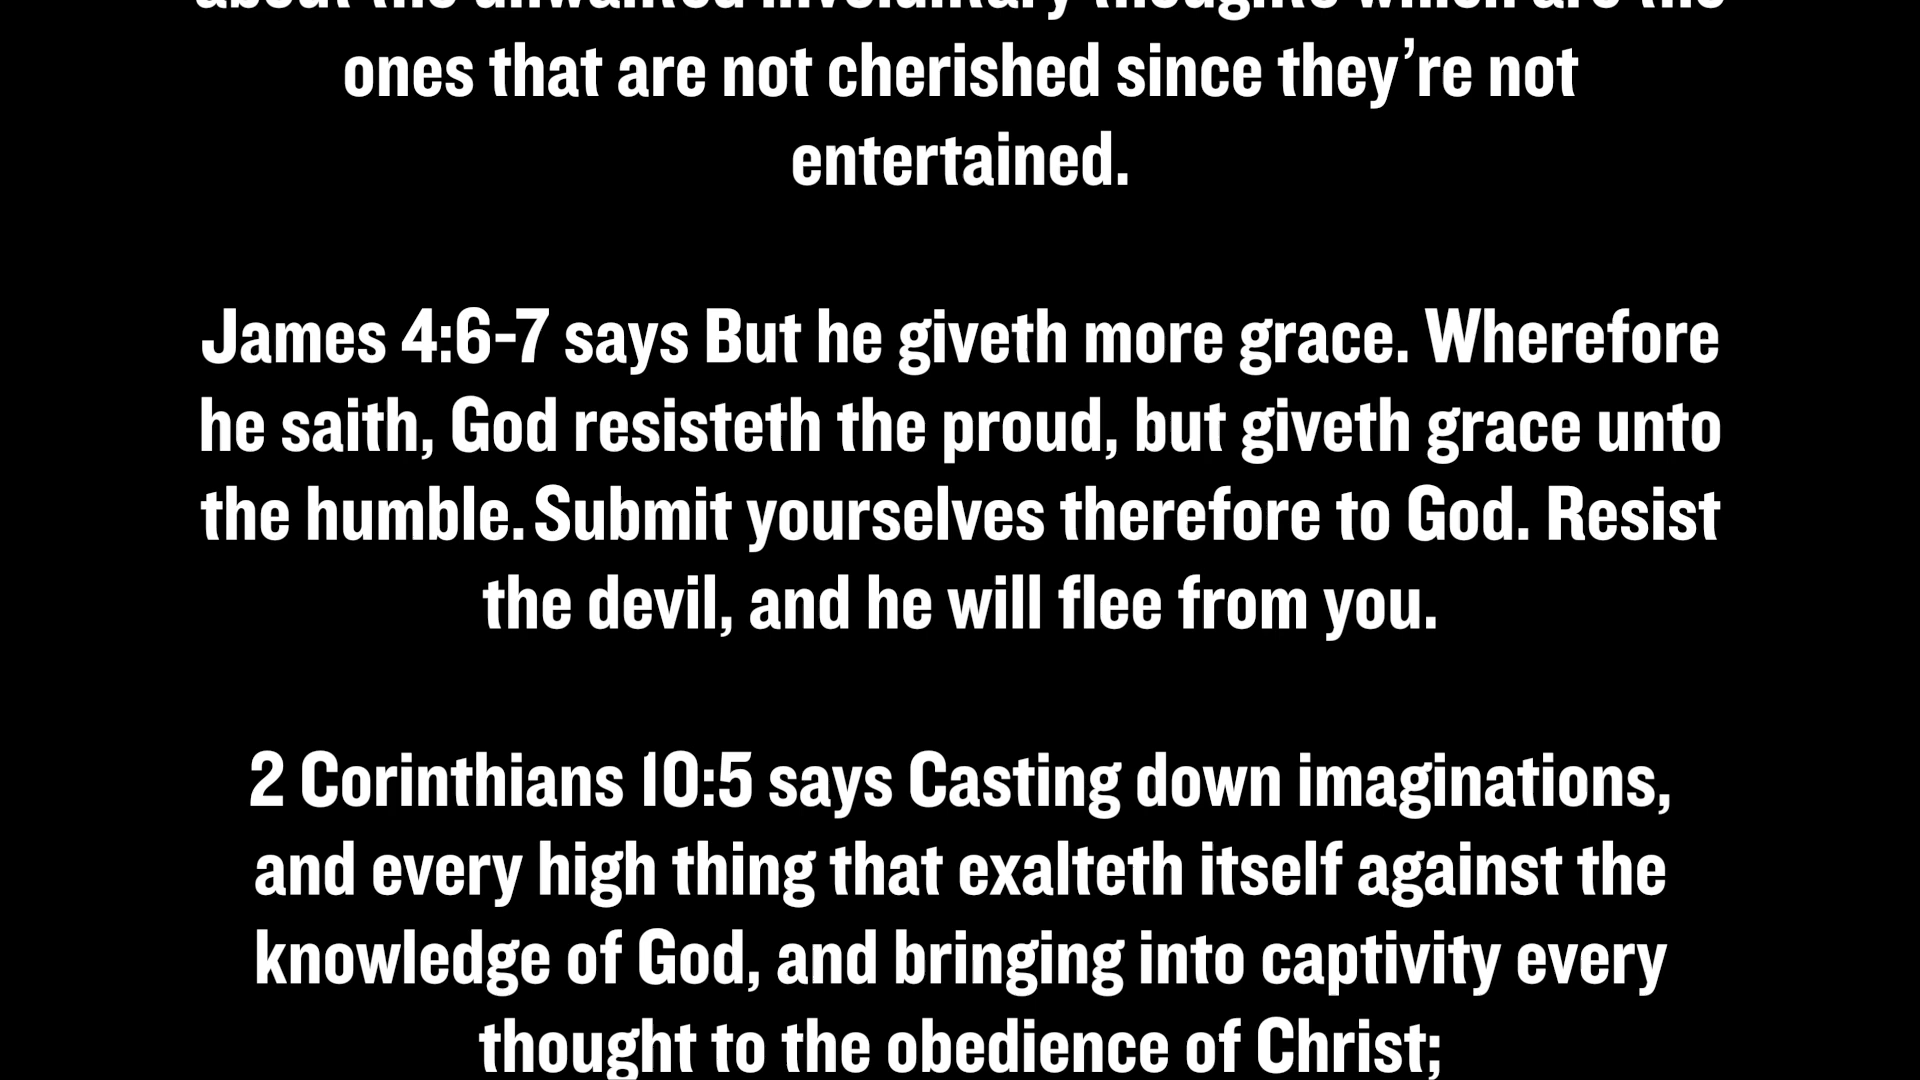 about the unwanted involuntary thoughts which are the
ones that are not cherished since they’re not
entertained.
James 4:6-7 says But he giveth more grace. Wherefore
he saith, God resisteth the proud, but giveth grace unto
the humble. Submit yourselves therefore to God. Resist
the devil, and he will flee from you.
2 Corinthians 10:5 says Casting down imaginations,
and every high thing that exalteth itself against the
knowledge of God, and bringing into captivity every
thought to the obedience of Christ;